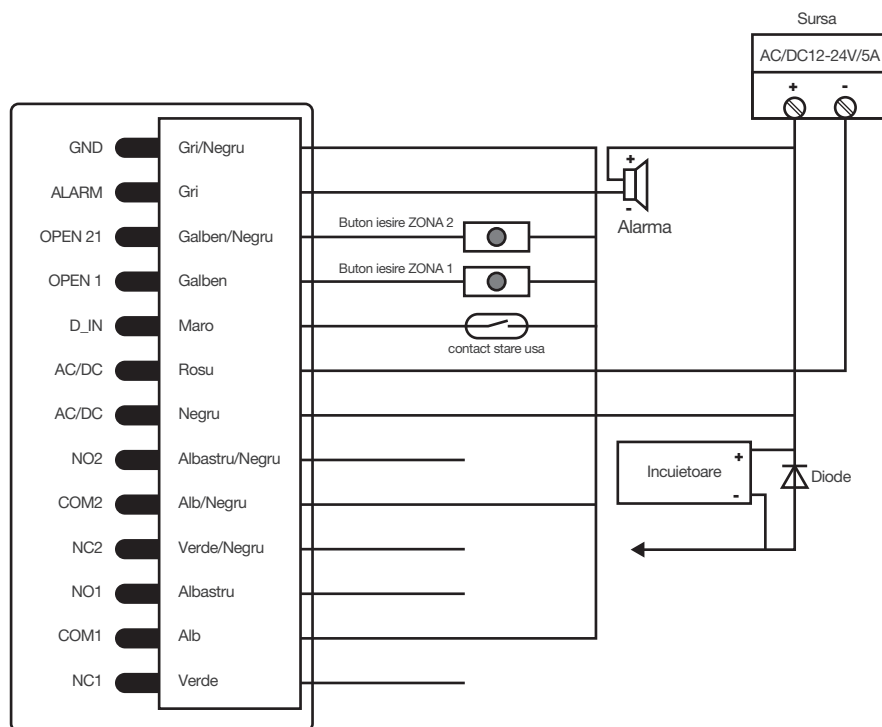 Sursa
AC/DC12-24V/5A
+ -
GND Gri/Negru
ALARM Gri
+
-
Alarma
OPEN 21 Galben/Negru
Buton iesire ZONA 2
OPEN 1 Galben
Buton iesire ZONA 1
D_IN Maro
contact stare usa
AC/DC Rosu
AC/DC Negru
NO2 Albastru/Negru
COM2 Alb/Negru
NC2 Verde/Negru
NO1 Albastru
COM1 Alb
NC1 Verde
+
Incuietoare
-
Diode